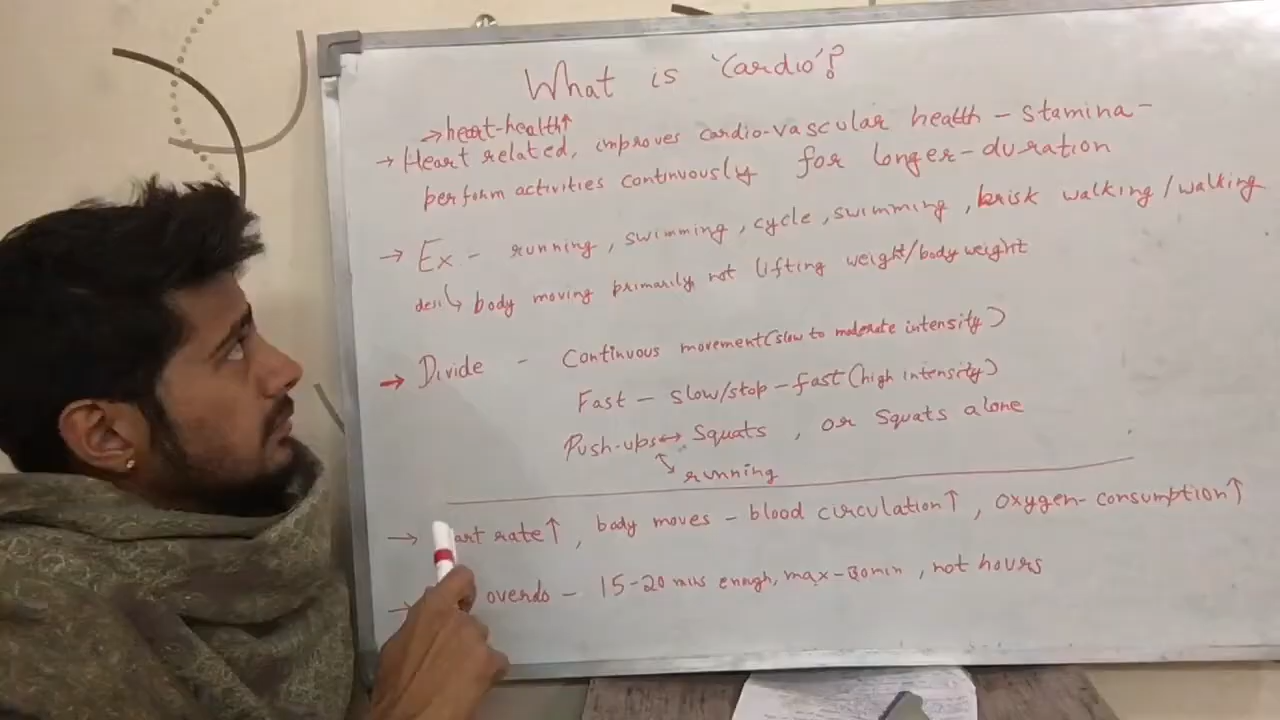 What is 'Cardio'?
→ heart-health↑
→ Heart related, improves cardio-vascular health - stamina -
perform activities continuously for longer-duration
→ Ex - running, swimming, cycle, swimming, brisk walking/walking
↳ body moving primarily, not lifting weight/body weight
→ Divide - Continuous movement (slow to moderate intensity)
Fast - slow/stop - fast (high intensity)
Push-ups ↔ Squats, or Squats alone
↔ running
→ art rate↑, body moves - blood circulation↑, oxygen-consumption↑
→ overdo - 15-20 mins enough, max-30min, not hours